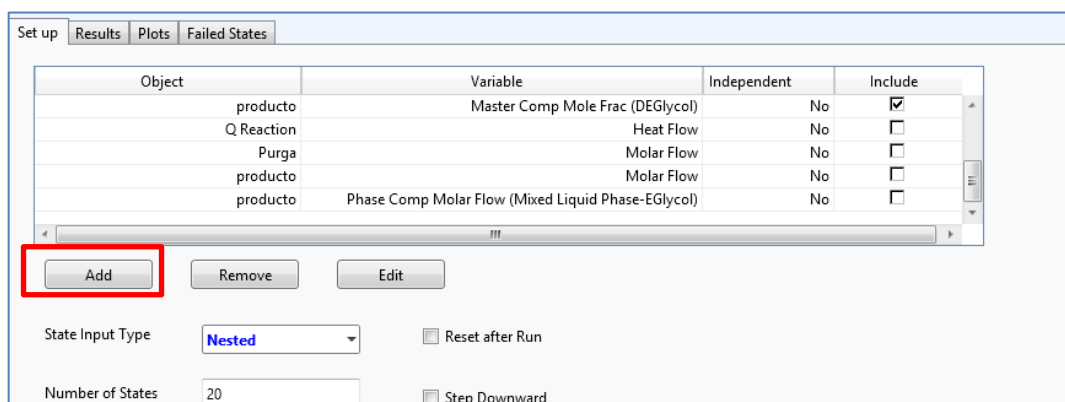 Set up Results Plots Failed States
Object Variable Independent Include
producto Master Comp Mole Frac (DEGlycol) No
Q Reaction Heat Flow No
Purga Molar Flow No
producto Molar Flow No
producto Phase Comp Molar Flow (Mixed Liquid Phase-EGlycol) No
Add Remove Edit
State Input Type Nested Reset after Run
Number of States 20 Step Downward